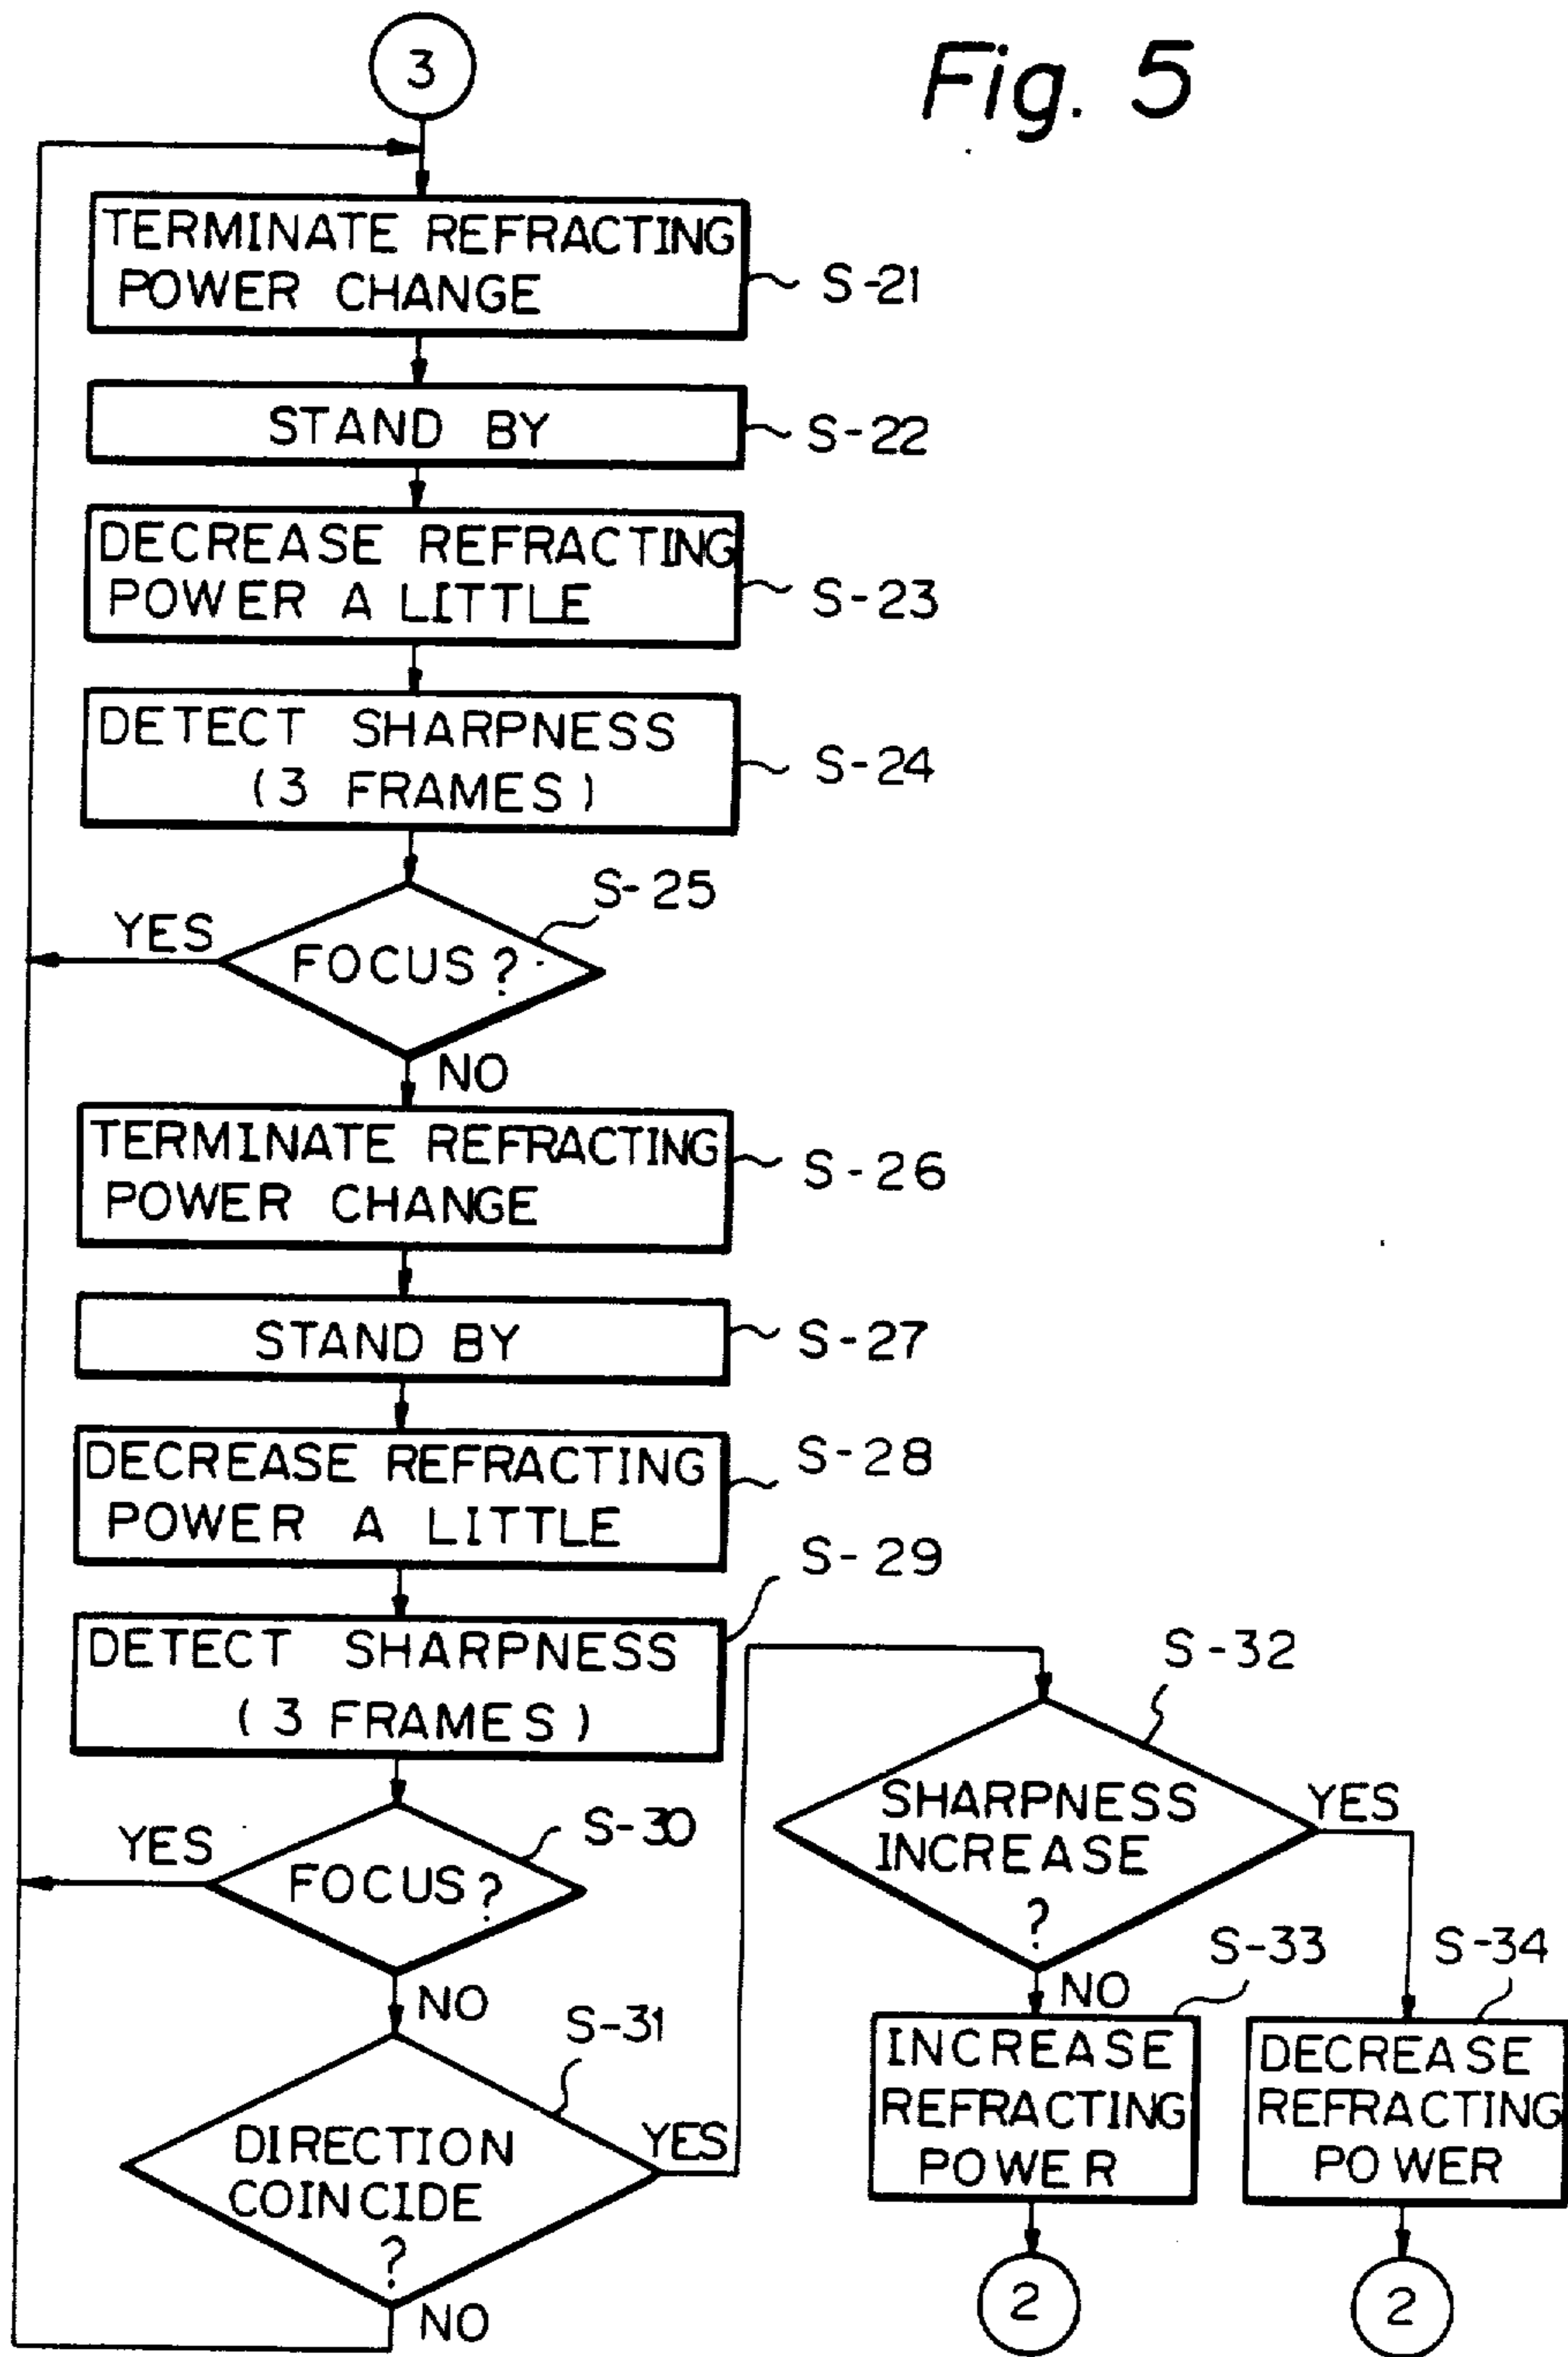 3
Fig. 5
TERMINATE REFRACTING
POWER CHANGE
S-21
STAND BY
S-22
DECREASE REFRACTING
POWER A LITTLE
S-23
DETECT SHARPNESS
(3 FRAMES)
S-24
S-25
YES
FOCUS?
NO
TERMINATE REFRACTING
POWER CHANGE
S-26
STAND BY
S-27
DECREASE REFRACTING
POWER A LITTLE
S-28
DETECT SHARPNESS
(3 FRAMES)
S-29
YES
FOCUS?
S-30
NO
S-31
DIRECTION
COINCIDE
?
YES
NO
S-32
SHARPNESS
INCREASE
?
YES
NO
S-33
INCREASE
REFRACTING
POWER
2
S-34
DECREASE
REFRACTING
POWER
2